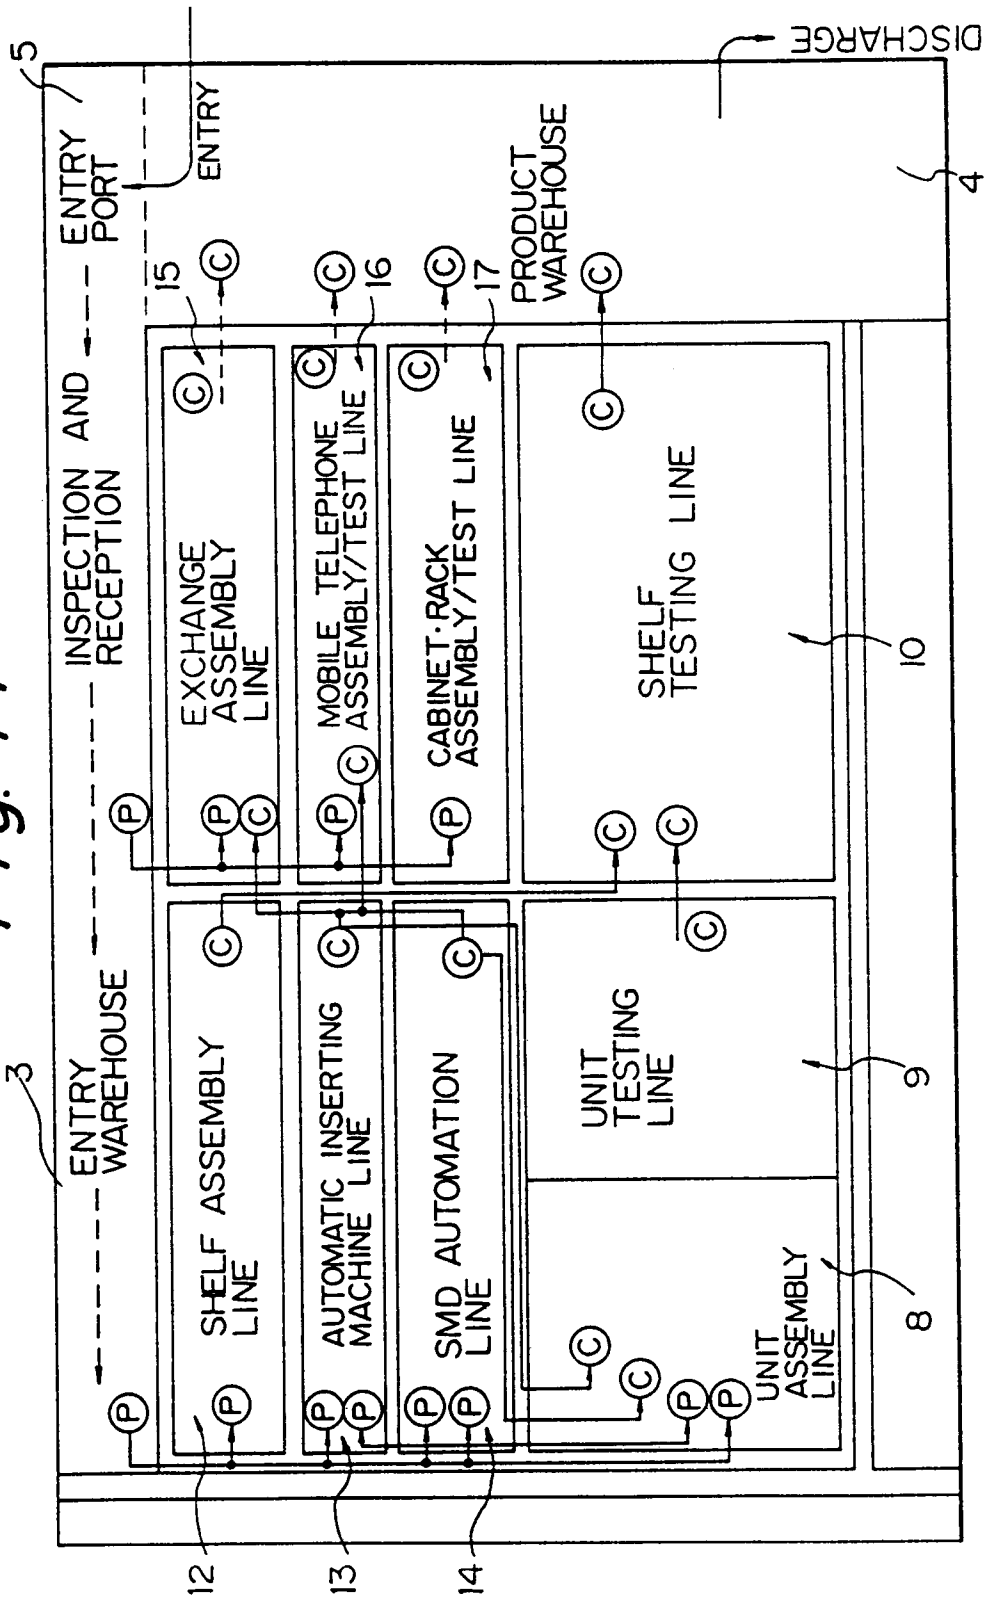 5
3
ENTRY
PORT
INSPECTION AND
RECEPTION
ENTRY
WAREHOUSE
ENTRY
DISCHARGE
P
P
15
C
C
EXCHANGE
ASSEMBLY
LINE
P
C
C
SHELF ASSEMBLY
LINE
P
12
16
C
C
MOBILE TELEPHONE
ASSEMBLY/TEST LINE
P
C
C
AUTOMATIC INSERTING
MACHINE LINE
P
P
13
17
C
C
CABINET·RACK
ASSEMBLY/TEST LINE
P
C
SMD AUTOMATION
LINE
P
P
14
PRODUCT
WAREHOUSE
4
C
C
SHELF
TESTING LINE
10
C
C
C
UNIT
TESTING
LINE
9
C
C
P
P
UNIT
ASSEMBLY
LINE
8